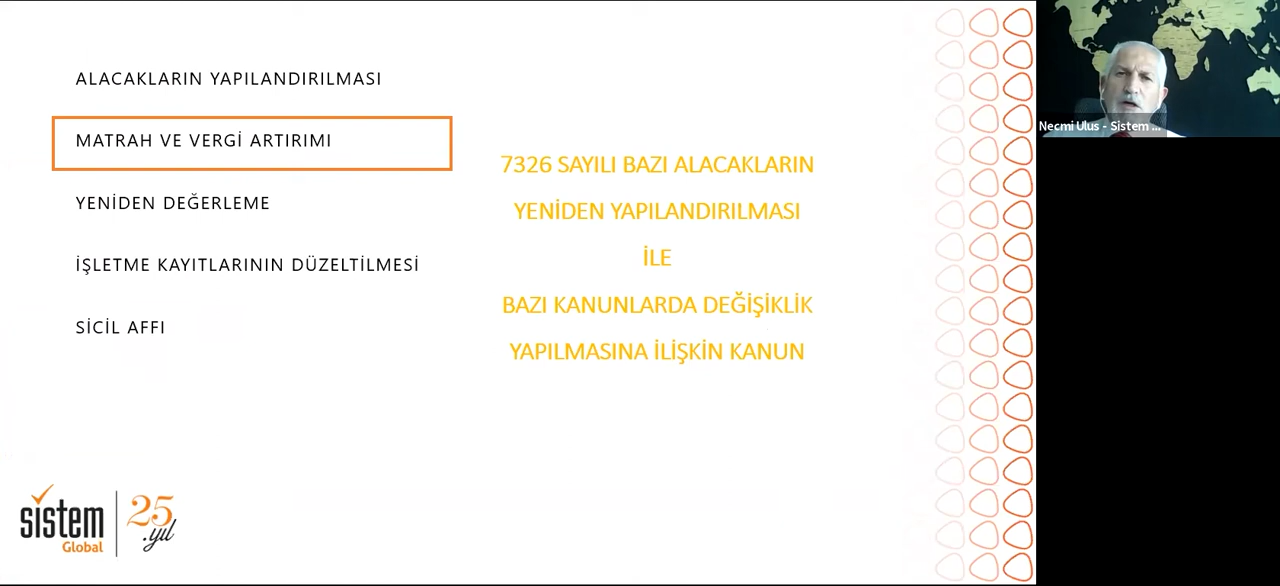 ALACAKLARIN YAPILANDIRILMASI
MATRAH VE VERGİ ARTIRIMI
YENİDEN DEĞERLEME
İŞLETME KAYITLARININ DÜZELTİLMESİ
SİCİL AFFI
7326 SAYILI BAZI ALACAKLARIN
YENİDEN YAPILANDIRILMASI
İLE
BAZI KANUNLARDA DEĞİŞİKLİK
YAPILMASINA İLİŞKİN KANUN
sistem
Global
25
.yıl
Necmi Ulus - Sistem ...